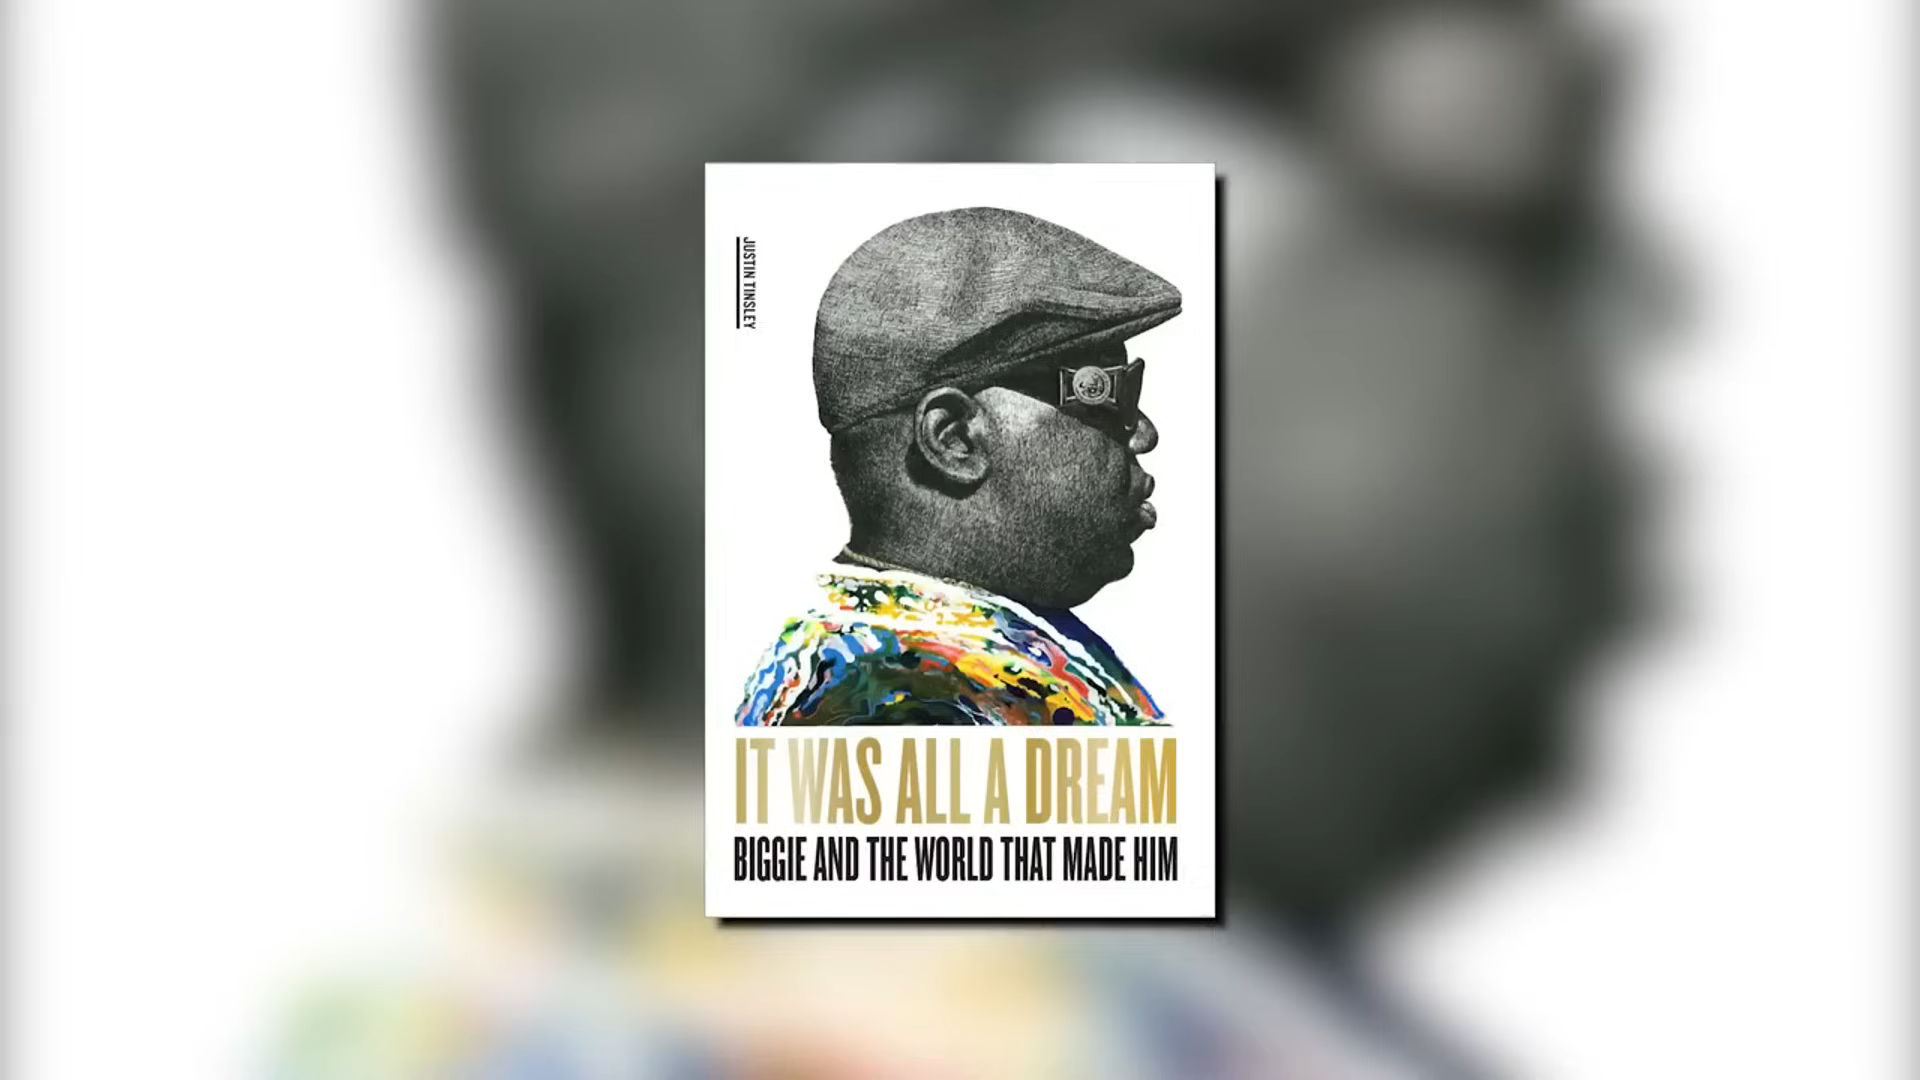 JUSTIN TINSLEY
IT WAS ALL A DREAM
BIGGIE AND THE WORLD THAT MADE HIM